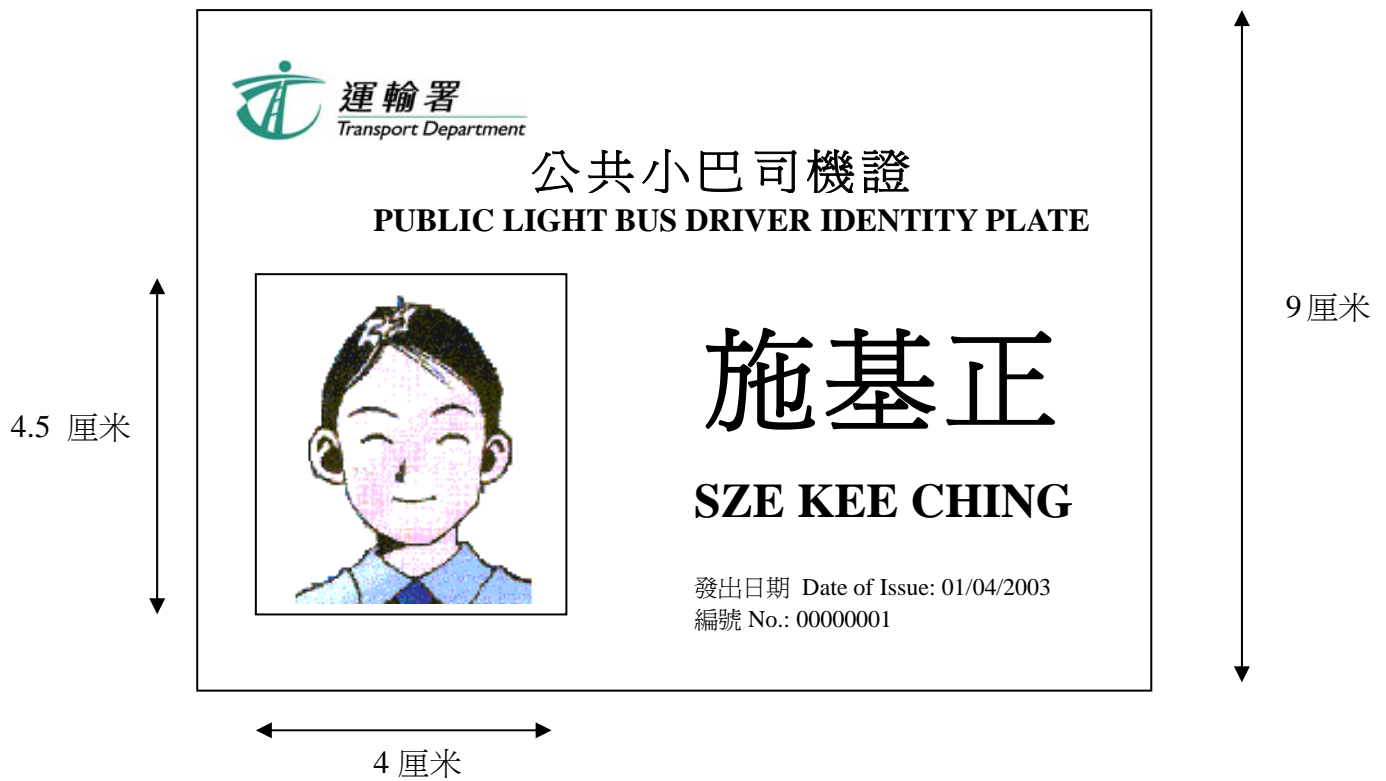 運輸署
Transport Department
公共小巴司機證
PUBLIC LIGHT BUS DRIVER IDENTITY PLATE
9厘米
施基正
4.5 厘米
SZE KEE CHING
發出日期 Date of Issue: 01/04/2003
編號 No.: 00000001
4 厘米